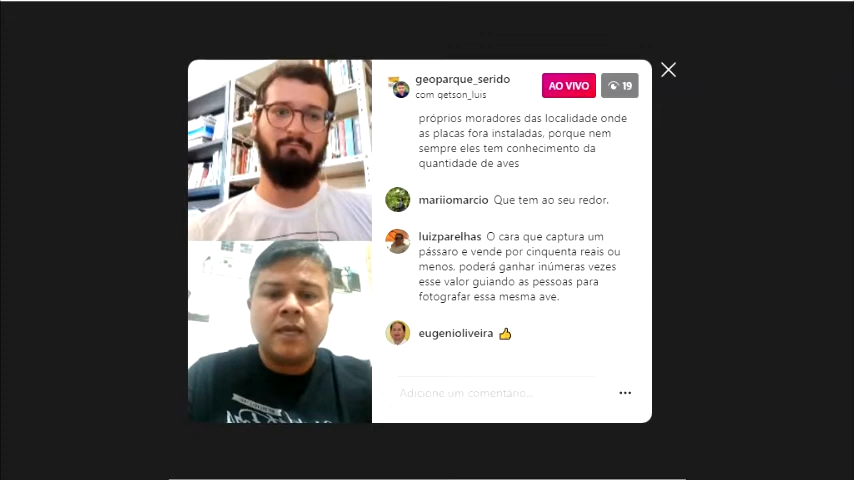 geoparque_serido
com qetson_luis
AO VIVO
19
próprios moradores das localidade onde
as placas fora instaladas, porque nem
sempre eles tem conhecimento da
quantidade de aves
mariiomarcio Que tem ao seu redor.
luizparelhas O cara que captura um
pássaro e vende por cinquenta reais ou
menos, poderá ganhar inúmeras vezes
esse valor guiando as pessoas para
fotografar essa mesma ave.
eugenioliveira 👍
Adicione um comentário...